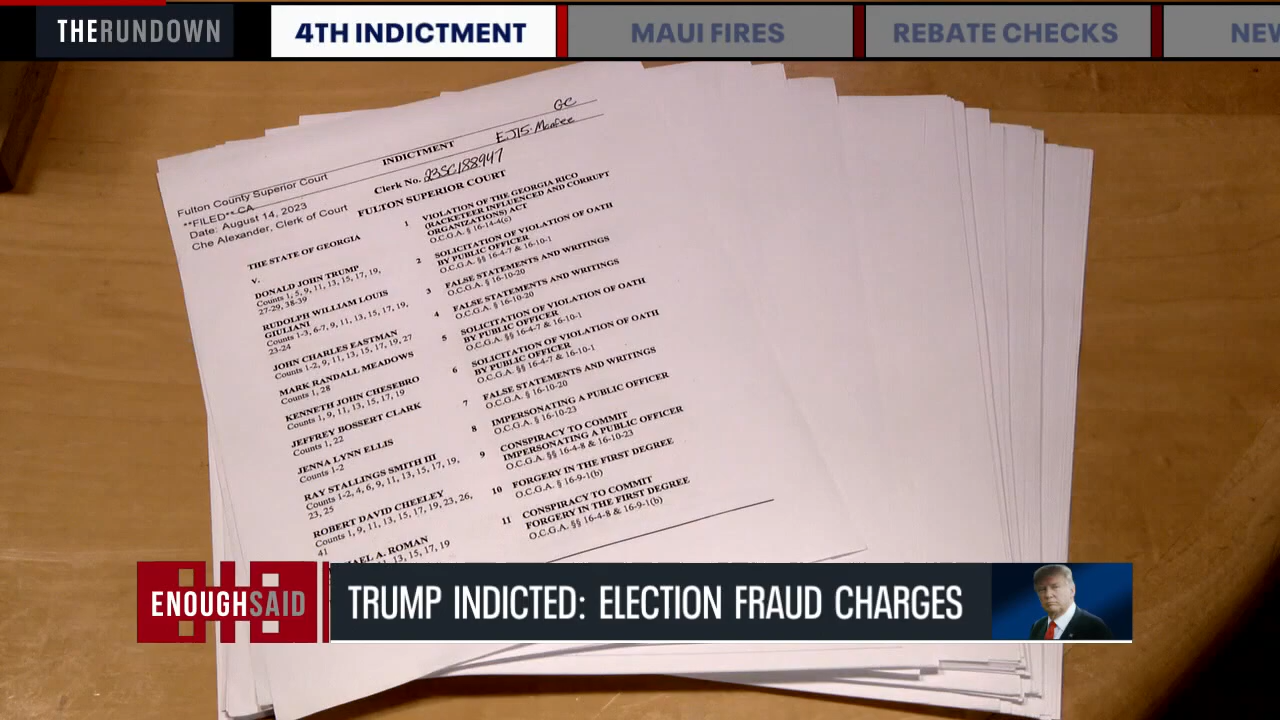 THERUNDOWN
4TH INDICTMENT
MAUI FIRES
REBATE CHECKS
NEW
GC
EJ15-McAfee
INDICTMENT
Clerk No. 23SC188947
FULTON SUPERIOR COURT
Fulton County Superior Court
**FILED** CA
Date: August 14, 2023
Che Alexander, Clerk of Court
THE STATE OF GEORGIA
v.
DONALD JOHN TRUMP
Counts 1, 5, 9, 11, 13, 15, 17, 19,
27-29, 38-39
RUDOLPH WILLIAM LOUIS
GIULIANI
Counts 1-3, 6-7, 9, 11, 13, 15, 17, 19,
23-24
JOHN CHARLES EASTMAN
Counts 1-2, 9, 11, 13, 15, 17, 19, 27
MARK RANDALL MEADOWS
Counts 1, 28
KENNETH JOHN CHESEBRO
Counts 1, 9, 11, 13, 15, 17, 19
JEFFREY BOSSERT CLARK
Counts 1, 22
JENNA LYNN ELLIS
Counts 1-2
RAY STALLINGS SMITH III
Counts 1-2, 4, 6, 9, 11, 13, 15, 17, 19,
23, 25
ROBERT DAVID CHEELEY
Counts 1, 9, 11, 13, 15, 17, 19, 23, 26,
41
AEL A. ROMAN
11, 13, 15, 17, 19
1 VIOLATION OF THE GEORGIA RICO
(RACKETEER INFLUENCED AND CORRUPT
ORGANIZATIONS) ACT
O.C.G.A. § 16-14-4(c)
2 SOLICITATION OF VIOLATION OF OATH
BY PUBLIC OFFICER
O.C.G.A. §§ 16-4-7 & 16-10-1
3 FALSE STATEMENTS AND WRITINGS
O.C.G.A. § 16-10-20
4 FALSE STATEMENTS AND WRITINGS
O.C.G.A. § 16-10-20
5 SOLICITATION OF VIOLATION OF OATH
BY PUBLIC OFFICER
O.C.G.A. §§ 16-4-7 & 16-10-1
6 SOLICITATION OF VIOLATION OF OATH
BY PUBLIC OFFICER
O.C.G.A. §§ 16-4-7 & 16-10-1
7 FALSE STATEMENTS AND WRITINGS
O.C.G.A. § 16-10-20
8 IMPERSONATING A PUBLIC OFFICER
O.C.G.A. § 16-10-23
9 CONSPIRACY TO COMMIT
IMPERSONATING A PUBLIC OFFICER
O.C.G.A. §§ 16-4-8 & 16-10-23
10 FORGERY IN THE FIRST DEGREE
O.C.G.A. § 16-9-1(b)
11 CONSPIRACY TO COMMIT
FORGERY IN THE FIRST DEGREE
O.C.G.A. §§ 16-4-8 & 16-9-1(b)
ENOUGHSAID
TRUMP INDICTED: ELECTION FRAUD CHARGES